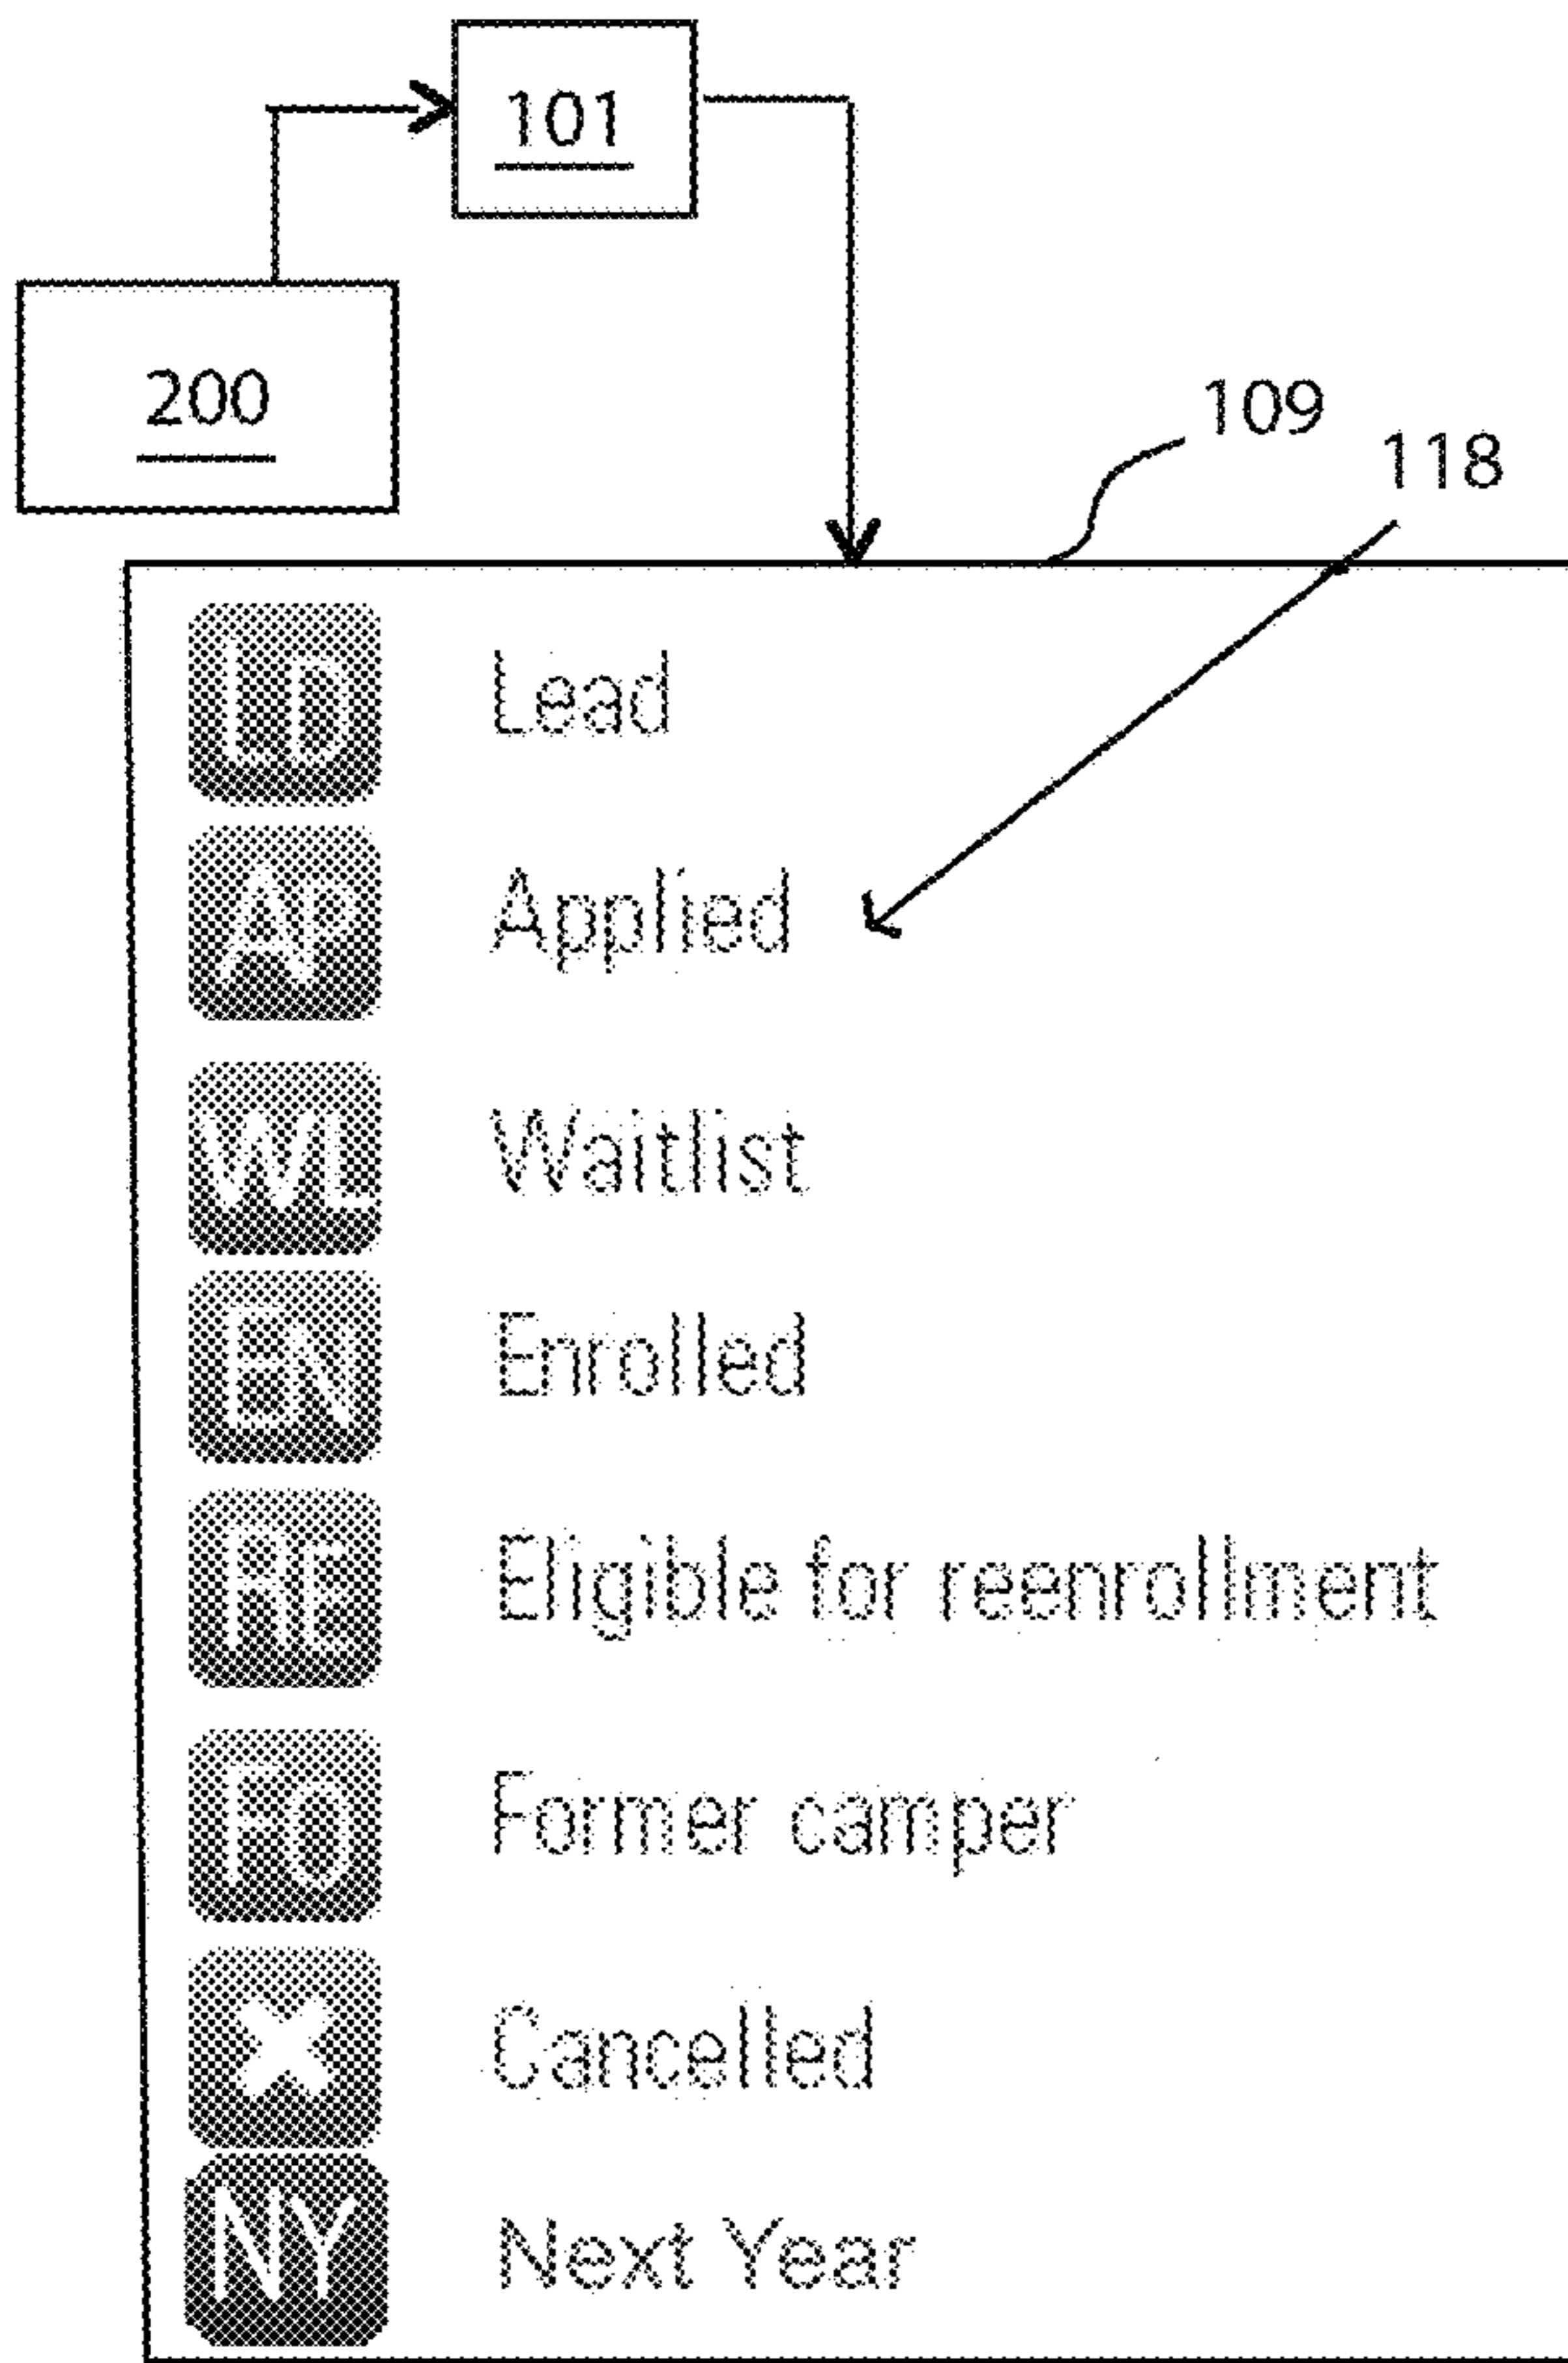 101
200
109
118
LD Lead
AP Applied
WL Waitlist
EN Enrolled
RE Eligible for reenrollment
FO Former camper
Cancelled
NY Next Year